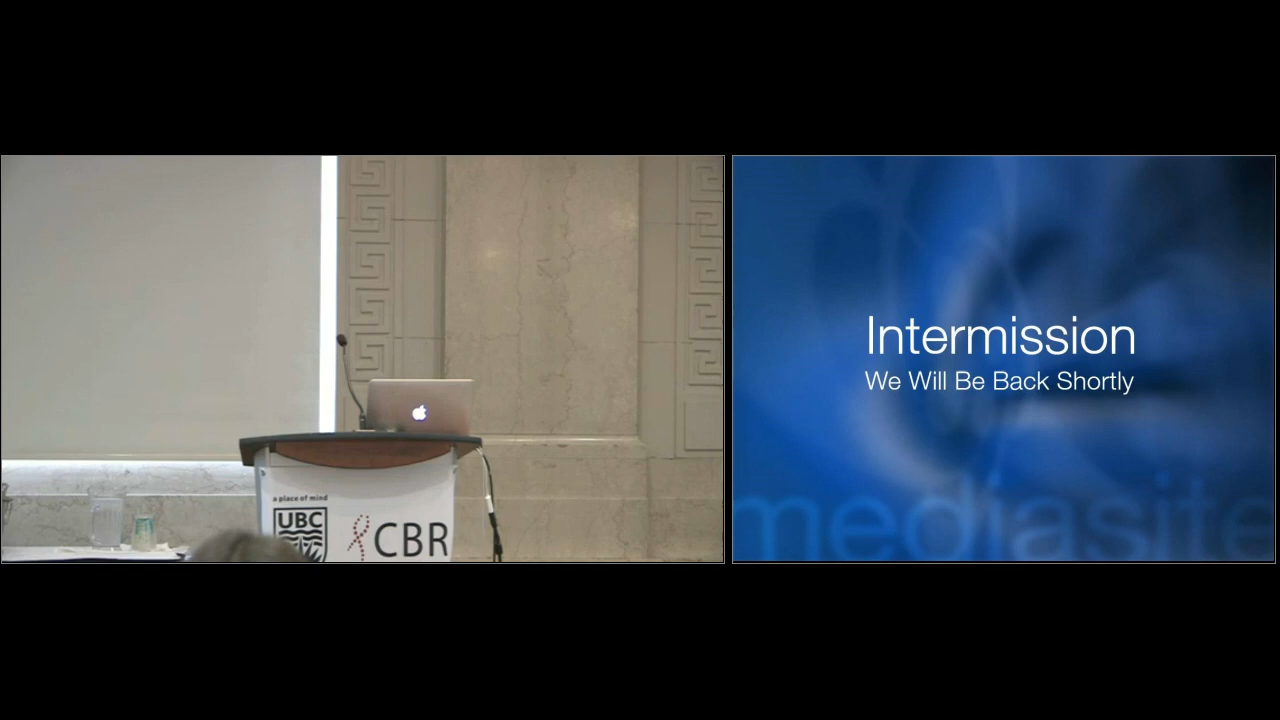 a place of mind
UBC
CBR
Intermission
We Will Be Back Shortly
mediasite